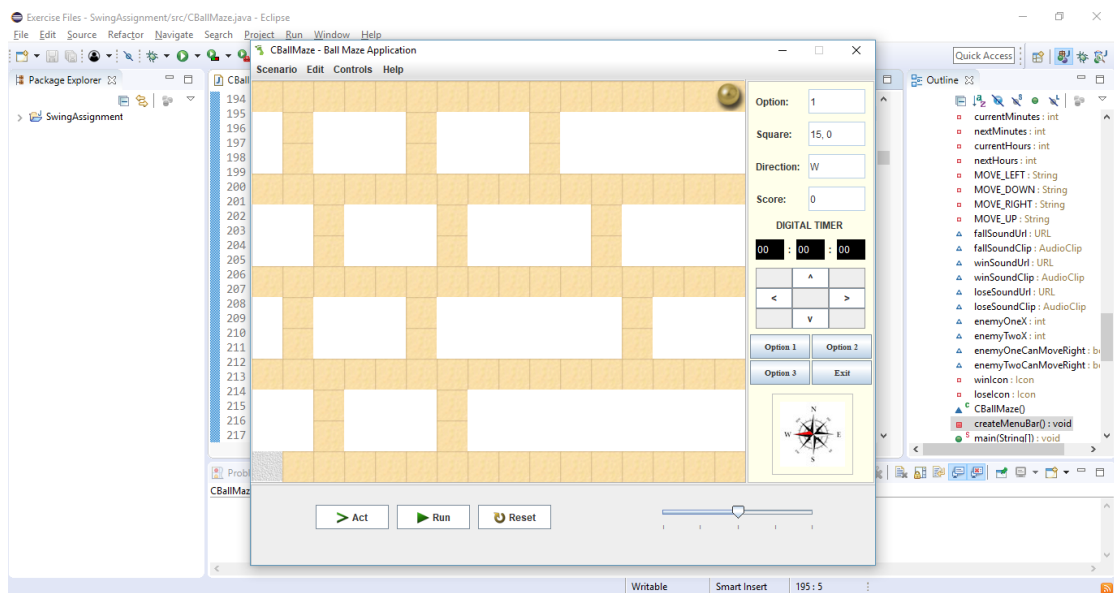 Exercise Files - SwingAssignment/src/CBallMaze.java - Eclipse
File Edit Source Refactor Navigate Search Project Run Window Help
Quick Access
CBallMaze - Ball Maze Application
Scenario Edit Controls Help
Package Explorer
SwingAssignment
CBall
194
195
196
197
198
199
200
201
202
203
204
205
206
207
208
209
210
211
212
213
214
215
216
217
Option: 1
Square: 15, 0
Direction: W
Score: 0
DIGITAL TIMER
00 : 00 : 00
^
< >
v
Option 1 Option 2
Option 3 Exit
N
W E
S
Act Run Reset
Outline
currentMinutes : int
nextMinutes : int
currentHours : int
nextHours : int
MOVE_LEFT : String
MOVE_DOWN : String
MOVE_RIGHT : String
MOVE_UP : String
fallSoundUrl : URL
fallSoundClip : AudioClip
winSoundUrl : URL
winSoundClip : AudioClip
loseSoundUrl : URL
loseSoundClip : AudioClip
enemyOneX : int
enemyTwoX : int
enemyOneCanMoveRight : b
enemyTwoCanMoveRight : b
winIcon : Icon
loseIcon : Icon
CBallMaze()
createMenuBar() : void
main(String[]) : void
Probl
CBallMaz
Writable Smart Insert 195 : 5